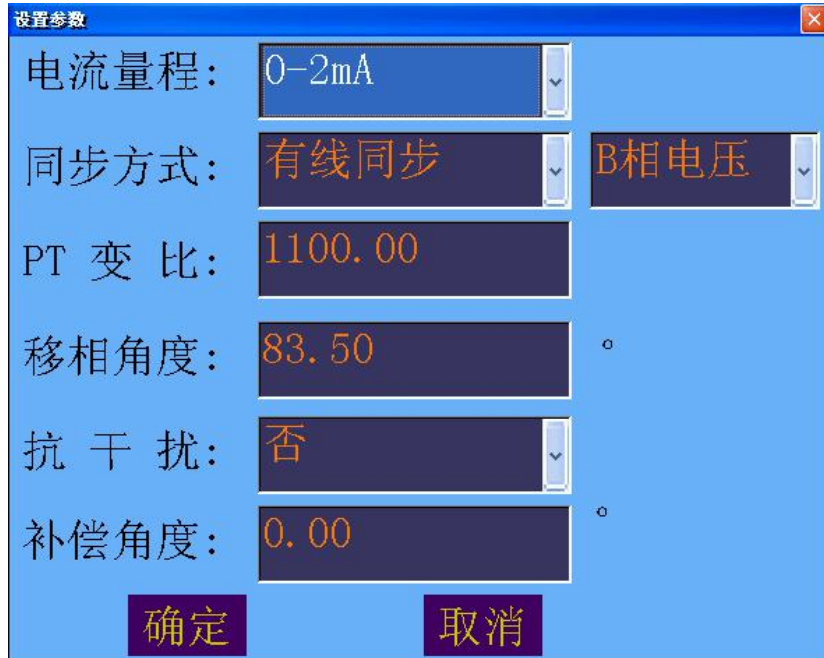 设置参数
电流量程: 0-2mA
同步方式: 有线同步 B相电压
PT 变 比: 1100.00
移相角度: 83.50 °
抗 干 扰: 否
补偿角度: 0.00 °
确定 取消